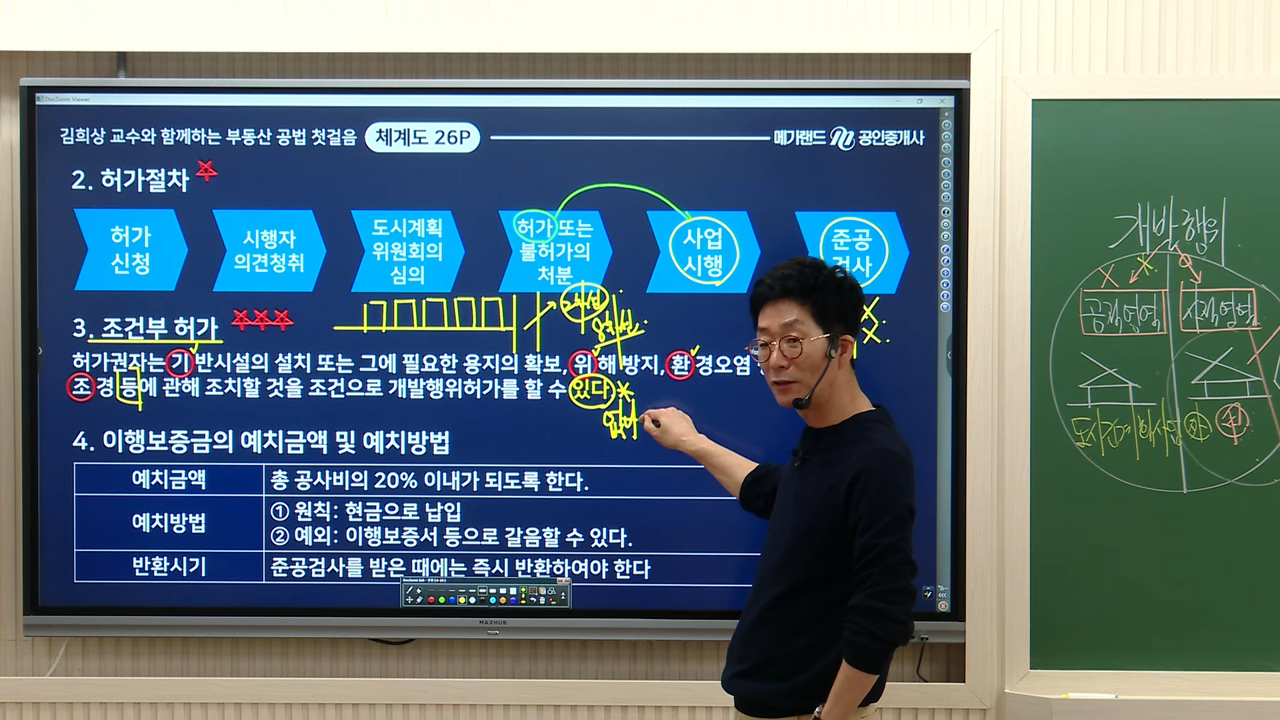 DocZoom Viewer
김희상 교수와 함께하는 부동산 공법 첫걸음 체계도 26P 메가랜드 공인중개사
2. 허가절차
허가 신청
시행자 의견청취
도시계획 위원회의 심의
허가 또는 불허가의 처분
사업 시행
준공 검사
3. 조건부 허가
허가권자는 기반시설의 설치 또는 그에 필요한 용지의 확보, 위해 방지, 환경오염
조경 등에 관해 조치할 것을 조건으로 개발행위허가를 할 수 있다
4. 이행보증금의 예치금액 및 예치방법
예치금액 총 공사비의 20% 이내가 되도록 한다.
예치방법 ① 원칙: 현금으로 납입
② 예외: 이행보증서 등으로 갈음할 수 있다.
반환시기 준공검사를 받은 때에는 즉시 반환하여야 한다
MAXHUB
개발행위
공적영역
사적영역
도시계획사업